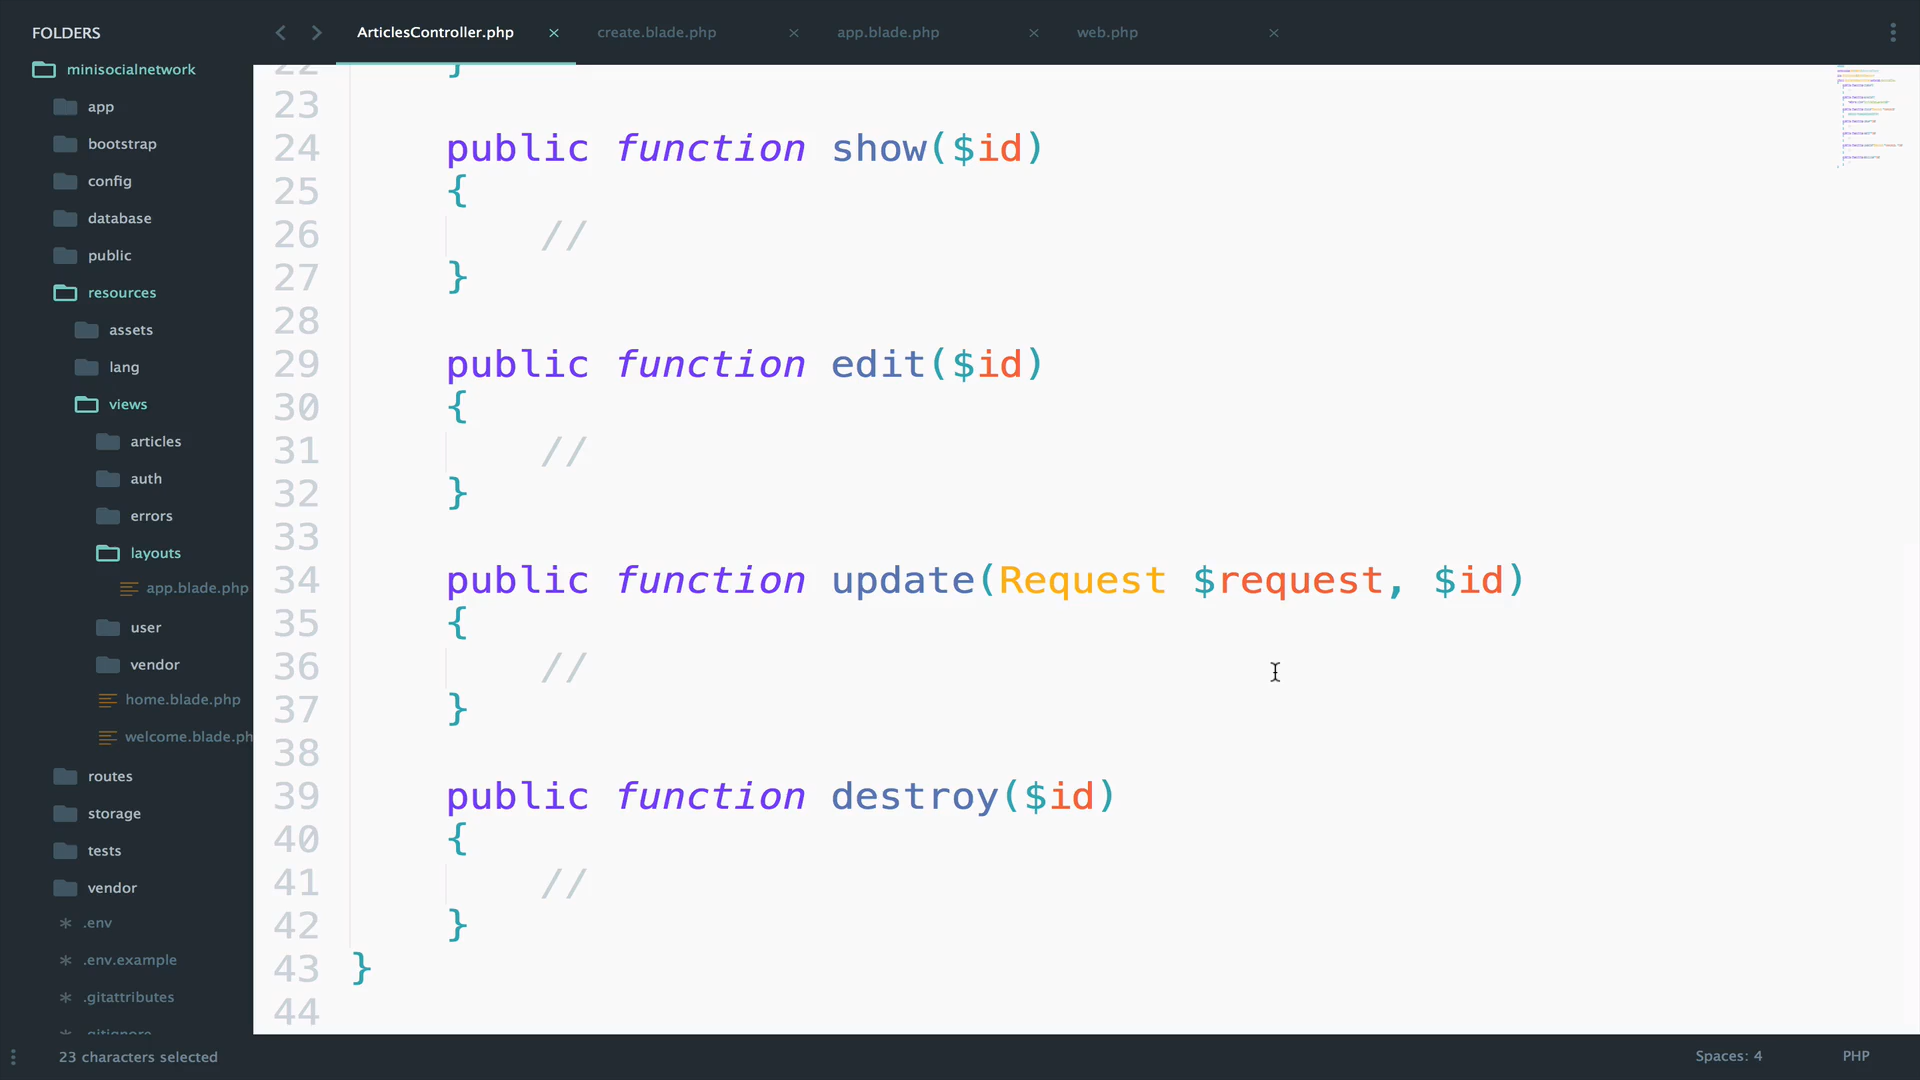 FOLDERS
minisocialnetwork
app
bootstrap
config
database
public
resources
assets
lang
views
articles
auth
errors
layouts
app.blade.php
user
vendor
home.blade.php
welcome.blade.ph
routes
storage
tests
vendor
.env
.env.example
.gitattributes
.gitignore
ArticlesController.php
create.blade.php
app.blade.php
web.php
22 }
23
24 public function show($id)
25 {
26 //
27 }
28
29 public function edit($id)
30 {
31 //
32 }
33
34 public function update(Request $request, $id)
35 {
36 //
37 }
38
39 public function destroy($id)
40 {
41 //
42 }
43 }
44
23 characters selected
Spaces: 4
PHP